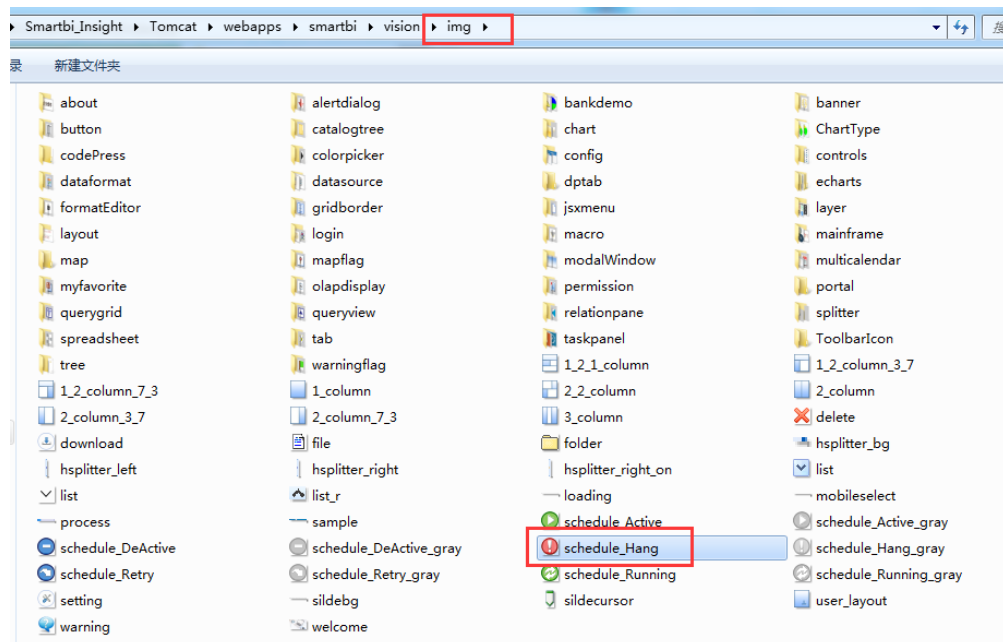 Smartbi_Insight Tomcat webapps smartbi vision img
录 新建文件夹
about alertdialog bankdemo banner
button catalogtree chart ChartType
codePress colorpicker config controls
dataformat datasource dptab echarts
formatEditor gridborder jsxmenu layer
layout login macro mainframe
map mapflag modalWindow multicalendar
myfavorite olapdisplay permission portal
querygrid queryview relationpane splitter
spreadsheet tab taskpanel ToolbarIcon
tree warningflag 1_2_1_column 1_2_column_3_7
1_2_column_7_3 1_column 2_2_column 2_column
2_column_3_7 2_column_7_3 3_column delete
download file folder hsplitter_bg
hsplitter_left hsplitter_right hsplitter_right_on list
list list_r loading mobileselect
process sample schedule_Active schedule_Active_gray
schedule_DeActive schedule_DeActive_gray schedule_Hang schedule_Hang_gray
schedule_Retry schedule_Retry_gray schedule_Running schedule_Running_gray
setting sildebg sildecursor user_layout
warning welcome